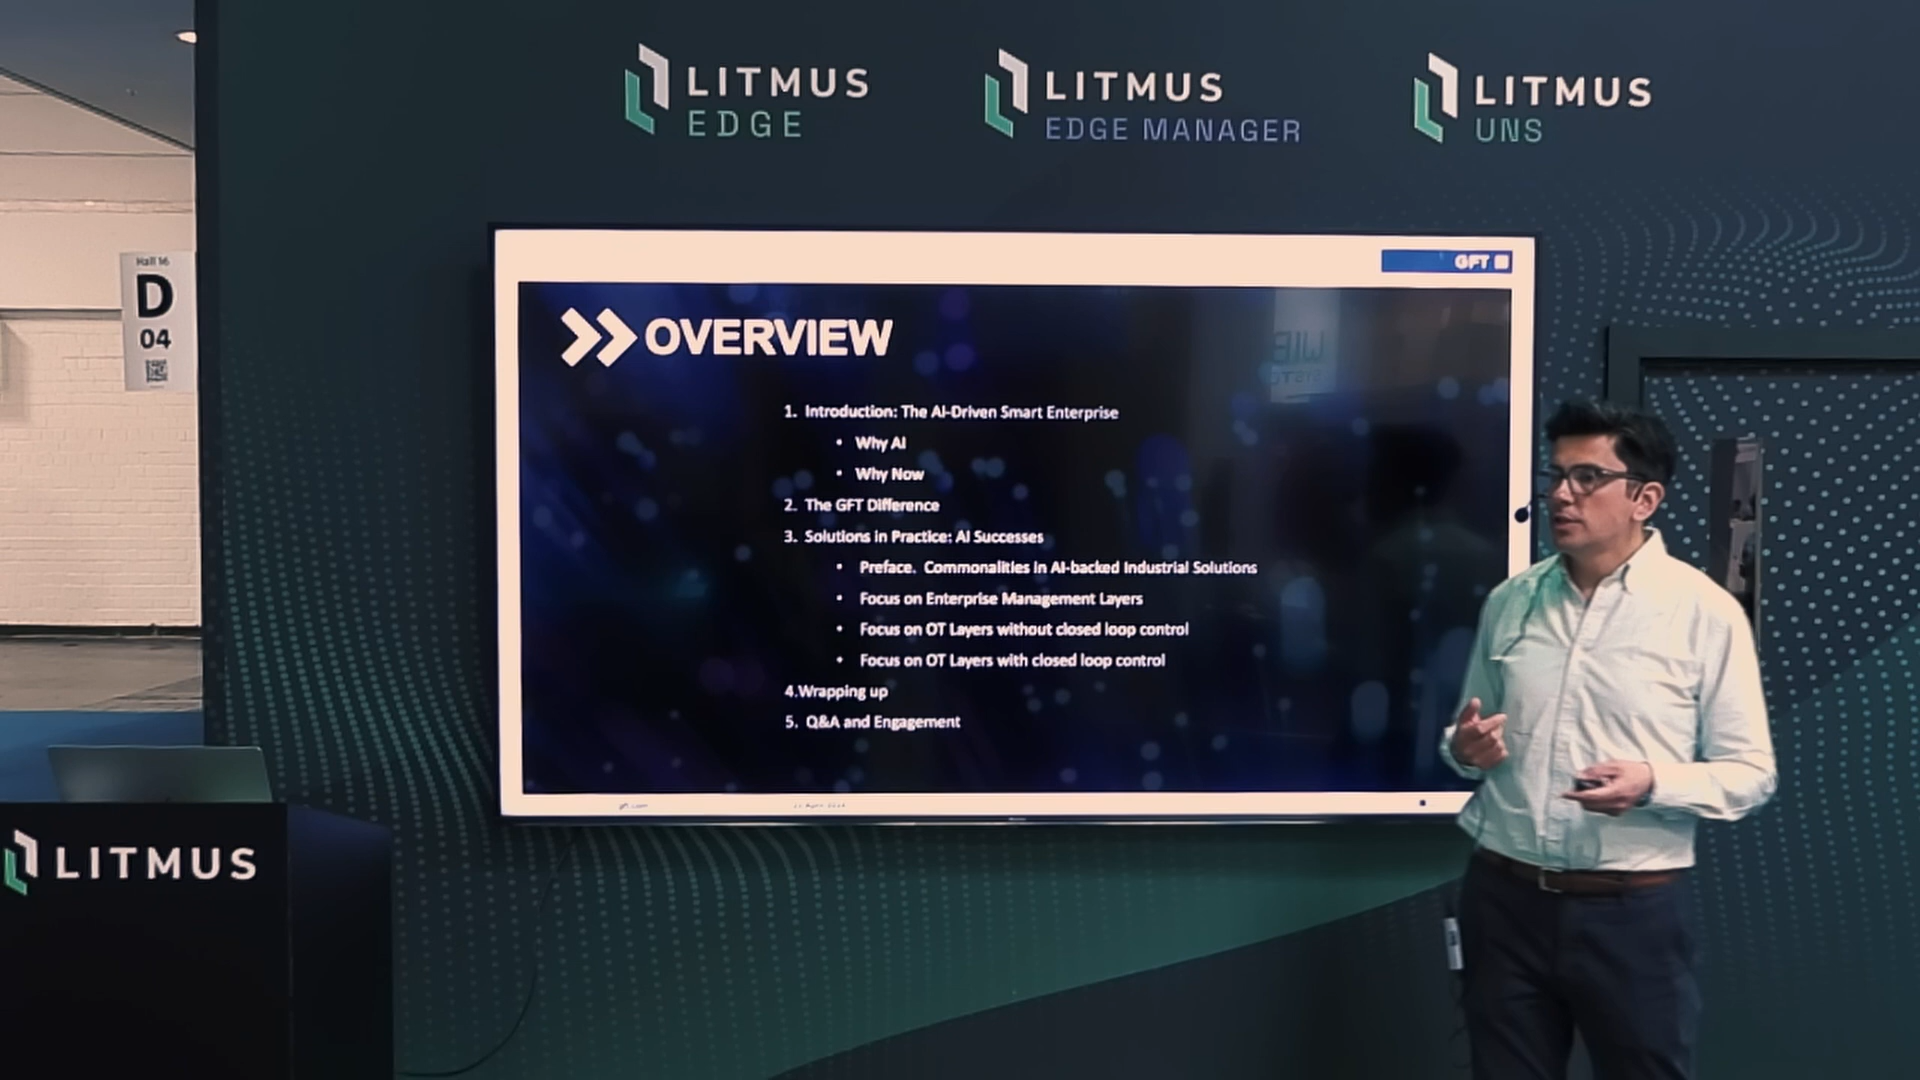 LITMUS
EDGE
LITMUS
EDGE MANAGER
LITMUS
UNS
Hall 16
D
04
GFT
OVERVIEW
1. Introduction: The AI-Driven Smart Enterprise
• Why AI
• Why Now
2. The GFT Difference
3. Solutions in Practice: AI Successes
• Preface. Commonalities in AI-backed Industrial Solutions
• Focus on Enterprise Management Layers
• Focus on OT Layers without closed loop control
• Focus on OT Layers with closed loop control
4.Wrapping up
5. Q&A and Engagement
LITMUS